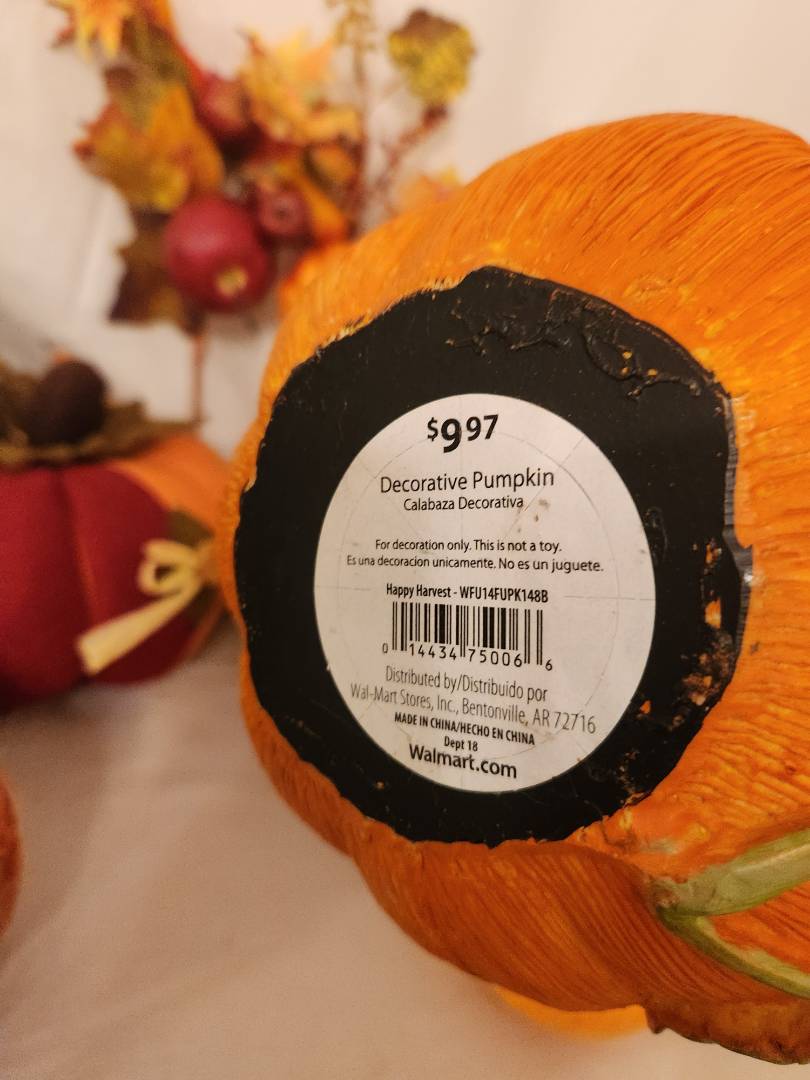 $9.97
Decorative Pumpkin
Calabaza Decorativa
For decoration only. This is not a toy.
Es una decoracion unicamente. No es un juguete.
Happy Harvest - WFU14FUPK148B
0 14434 75006 6
Distributed by/Distribuido por
Wal-Mart Stores, Inc., Bentonville, AR 72716
MADE IN CHINA/HECHO EN CHINA
Dept 18
Walmart.com